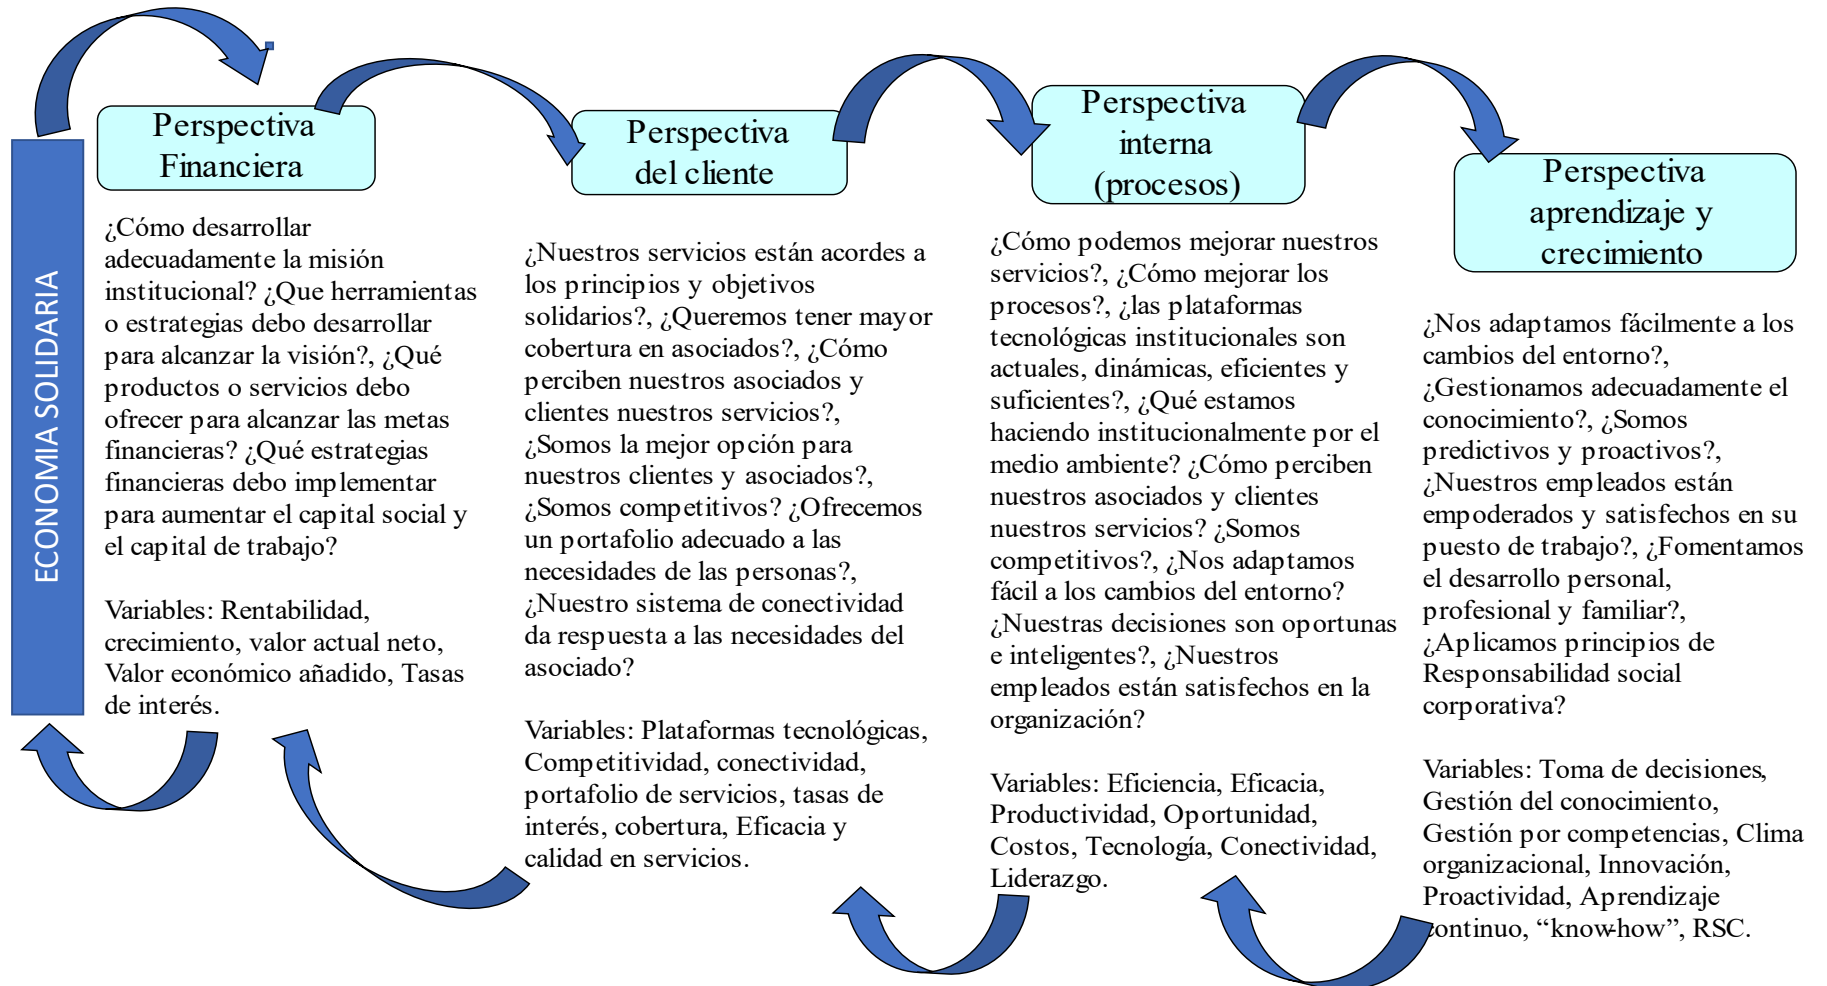 ECONOMIA SOLIDARIA
Perspectiva
Financiera
¿Cómo desarrollar
adecuadamente la misión
institucional? ¿Que herramientas
o estrategias debo desarrollar
para alcanzar la visión?, ¿Qué
productos o servicios debo
ofrecer para alcanzar las metas
financieras? ¿Qué estrategias
financieras debo implementar
para aumentar el capital social y
el capital de trabajo?
Variables: Rentabilidad,
crecimiento, valor actual neto,
Valor económico añadido, Tasas
de interés.
Perspectiva
del cliente
¿Nuestros servicios están acordes a
los principios y objetivos
solidarios?, ¿Queremos tener mayor
cobertura en asociados?, ¿Cómo
perciben nuestros asociados y
clientes nuestros servicios?,
¿Somos la mejor opción para
nuestros clientes y asociados?,
¿Somos competitivos? ¿Ofrecemos
un portafolio adecuado a las
necesidades de las personas?,
¿Nuestro sistema de conectividad
da respuesta a las necesidades del
asociado?
Variables: Plataformas tecnológicas,
Competitividad, conectividad,
portafolio de servicios, tasas de
interés, cobertura, Eficacia y
calidad en servicios.
Perspectiva
interna
(procesos)
¿Cómo podemos mejorar nuestros
servicios?, ¿Cómo mejorar los
procesos?, ¿las plataformas
tecnológicas institucionales son
actuales, dinámicas, eficientes y
suficientes?, ¿Qué estamos
haciendo institucionalmente por el
medio ambiente? ¿Cómo perciben
nuestros asociados y clientes
nuestros servicios? ¿Somos
competitivos?, ¿Nos adaptamos
fácil a los cambios del entorno?
¿Nuestras decisiones son oportunas
e inteligentes?, ¿Nuestros
empleados están satisfechos en la
organización?
Variables: Eficiencia, Eficacia,
Productividad, Oportunidad,
Costos, Tecnología, Conectividad,
Liderazgo.
Perspectiva
aprendizaje y
crecimiento
¿Nos adaptamos fácilmente a los
cambios del entorno?,
¿Gestionamos adecuadamente el
conocimiento?, ¿Somos
predictivos y proactivos?,
¿Nuestros empleados están
empoderados y satisfechos en su
puesto de trabajo?, ¿Fomentamos
el desarrollo personal,
profesional y familiar?,
¿Aplicamos principios de
Responsabilidad social
corporativa?
Variables: Toma de decisiones,
Gestión del conocimiento,
Gestión por competencias, Clima
organizacional, Innovación,
Proactividad, Aprendizaje
continuo, “know-how”, RSC.